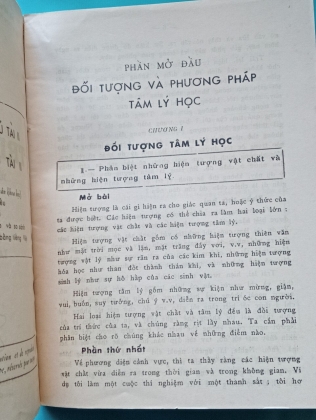 PHẦN MỞ ĐẦU
ĐỐI TƯỢNG VÀ PHƯƠNG PHÁP
TÂM LÝ HỌC
CHƯƠNG I
ĐỐI TƯỢNG TÂM LÝ HỌC
I.— Phân biệt những hiện tượng vật chất và
những hiện tượng tâm lý.
Mở bài
Hiện tượng là cái gì hiện ra cho giác quan ta, hoặc ý thức của
ta được biết. Các hiện tượng có thể chia ra làm hai loại lớn :
các hiện tượng vật chất và các hiện tượng tâm lý.
Hiện tượng vật chất gồm có những hiện tượng thiên văn
như mặt trời mọc và lặn, mặt trăng đầy vơi, v.v, những hiện
tượng vật lý như sự rãn ra của các kim khí, những hiện tượng
hóa học như than đốt thành thán khí, và những hiện tượng
sinh lý như sự hô hấp của các sinh vật.
Hiện tượng tâm lý gồm những sự kiện như mừng, giận,
vui, buồn, suy tưởng, chú ý v.v, diễn ra trong trí óc con người.
Hai loại hiện tượng vật chất và tâm lý đều là đối tượng
của tri thức của ta, và chúng ràng rịt lấy nhau. Ta cần phải
phân biệt cho rõ chúng khác nhau về những điểm nào.
Phần thứ nhất
Về phương diện cảnh vực, thì ta thấy rằng các hiện tượng
vật chất vừa diễn ra trong thời gian và trong không gian. Ví
dụ tôi làm một cuộc thí nghiệm với một thanh sắt ; tôi hơ